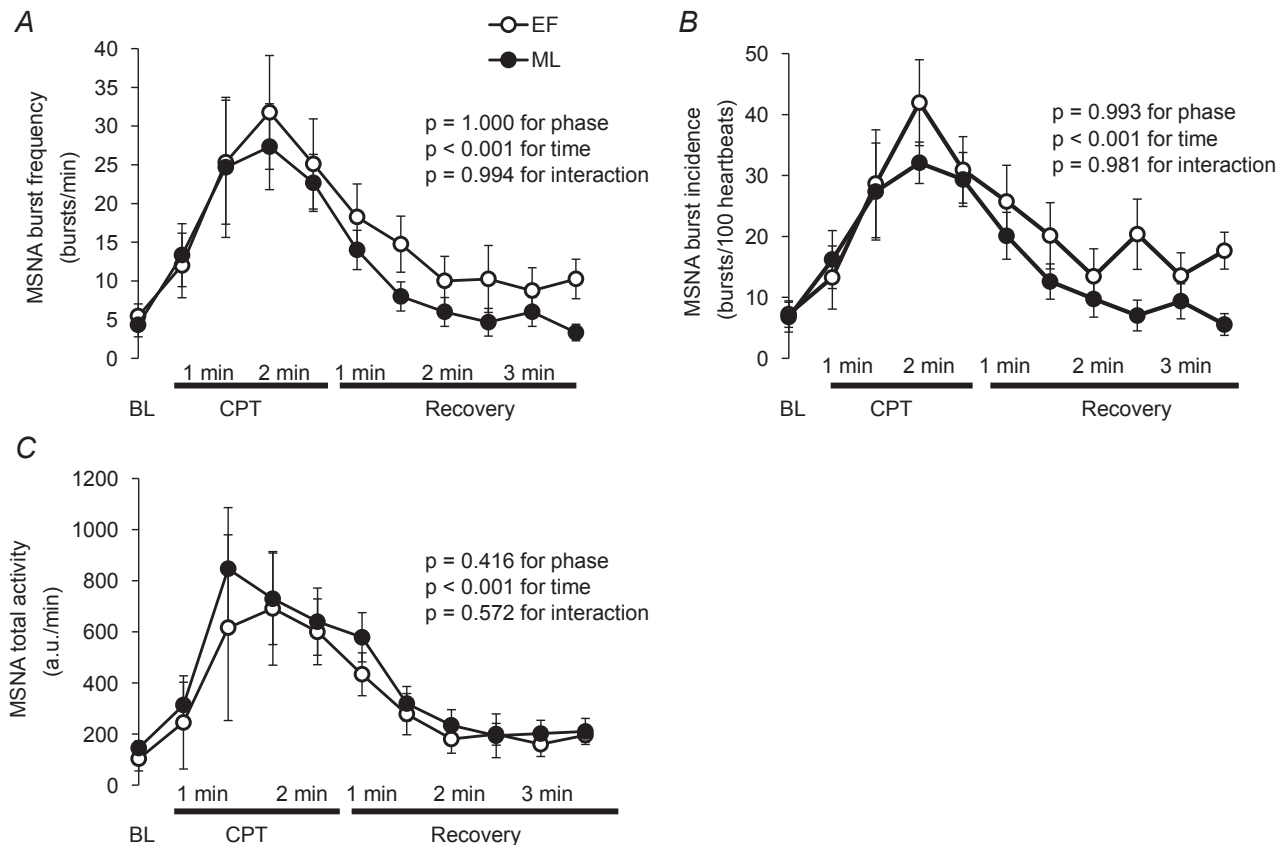 A
EF
ML
MSNA burst frequency
(bursts/min)
40
35
30
25
20
15
10
5
0
p = 1.000 for phase
p < 0.001 for time
p = 0.994 for interaction
1 min 2 min 1 min 2 min 3 min
BL CPT Recovery
B
MSNA burst incidence
(bursts/100 heartbeats)
50
40
30
20
10
0
p = 0.993 for phase
p < 0.001 for time
p = 0.981 for interaction
1 min 2 min 1 min 2 min 3 min
BL CPT Recovery
C
MSNA total activity
(a.u./min)
1200
1000
800
600
400
200
0
p = 0.416 for phase
p < 0.001 for time
p = 0.572 for interaction
1 min 2 min 1 min 2 min 3 min
BL CPT Recovery